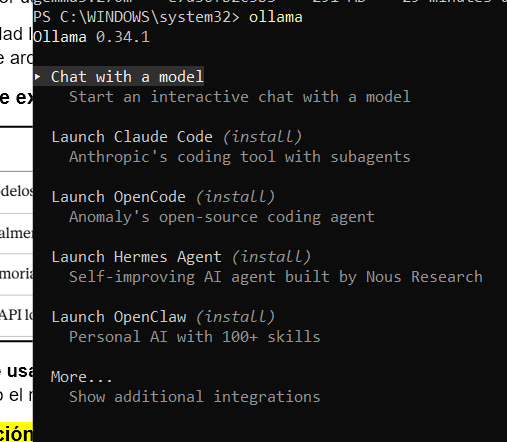 PS C:\WINDOWS\system32> ollama
Ollama 0.34.1
▸ Chat with a model
Start an interactive chat with a model
Launch Claude Code (install)
Anthropic's coding tool with subagents
Launch OpenCode (install)
Anomaly's open-source coding agent
Launch Hermes Agent (install)
Self-improving AI agent built by Nous Research
Launch OpenClaw (install)
Personal AI with 100+ skills
More...
Show additional integrations